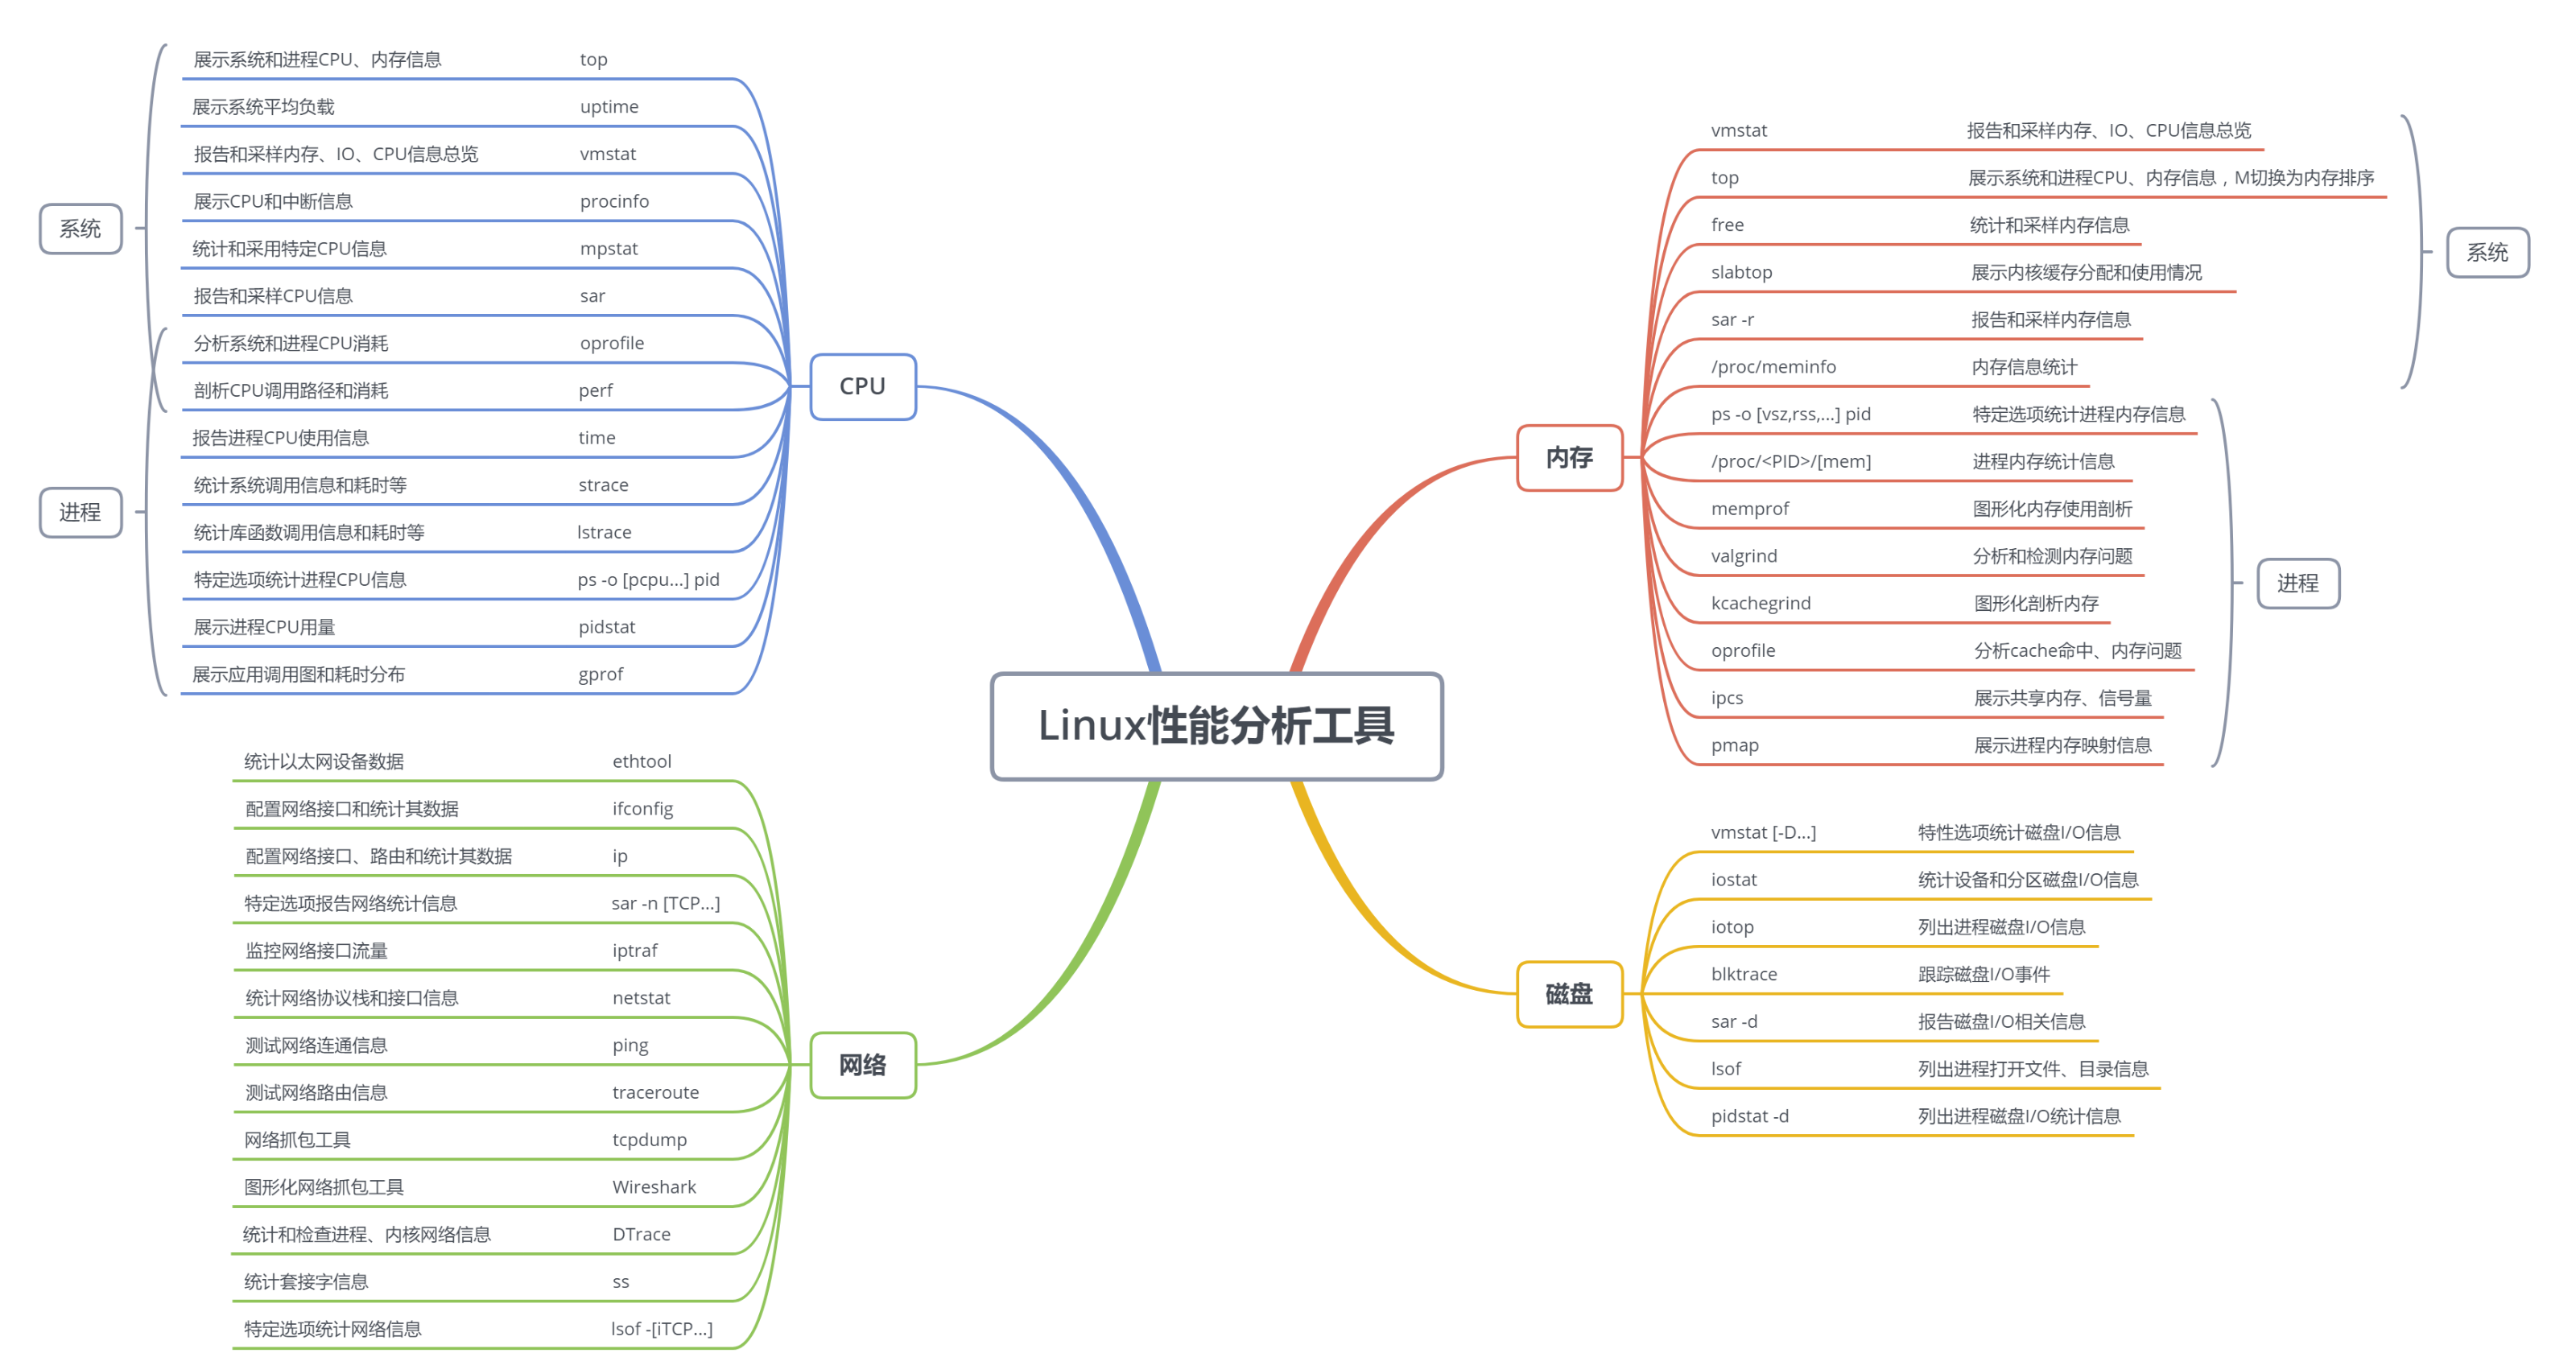 Linux性能分析工具
CPU
系统
展示系统和进程CPU、内存信息 top
展示系统平均负载 uptime
报告和采样内存、IO、CPU信息总览 vmstat
展示CPU和中断信息 procinfo
统计和采用特定CPU信息 mpstat
报告和采样CPU信息 sar
分析系统和进程CPU消耗 oprofile
剖析CPU调用路径和消耗 perf
进程
报告进程CPU使用信息 time
统计系统调用信息和耗时等 strace
统计库函数调用信息和耗时等 lstrace
特定选项统计进程CPU信息 ps -o [pcpu...] pid
展示进程CPU用量 pidstat
展示应用调用图和耗时分布 gprof
网络
统计以太网设备数据 ethtool
配置网络接口和统计其数据 ifconfig
配置网络接口、路由和统计其数据 ip
特定选项报告网络统计信息 sar -n [TCP...]
监控网络接口流量 iptraf
统计网络协议栈和接口信息 netstat
测试网络连通信息 ping
测试网络路由信息 traceroute
网络抓包工具 tcpdump
图形化网络抓包工具 Wireshark
统计和检查进程、内核网络信息 DTrace
统计套接字信息 ss
特定选项统计网络信息 lsof -[iTCP...]
内存
vmstat 报告和采样内存、IO、CPU信息总览
top 展示系统和进程CPU、内存信息，M切换为内存排序
free 统计和采样内存信息
slabtop 展示内核缓存分配和使用情况
sar -r 报告和采样内存信息
/proc/meminfo 内存信息统计
系统
ps -o [vsz,rss,...] pid 特定选项统计进程内存信息
/proc/<PID>/[mem] 进程内存统计信息
memprof 图形化内存使用剖析
valgrind 分析和检测内存问题
kcachegrind 图形化剖析内存
oprofile 分析cache命中、内存问题
ipcs 展示共享内存、信号量
pmap 展示进程内存映射信息
进程
磁盘
vmstat [-D...] 特性选项统计磁盘I/O信息
iostat 统计设备和分区磁盘I/O信息
iotop 列出进程磁盘I/O信息
blktrace 跟踪磁盘I/O事件
sar -d 报告磁盘I/O相关信息
lsof 列出进程打开文件、目录信息
pidstat -d 列出进程磁盘I/O统计信息